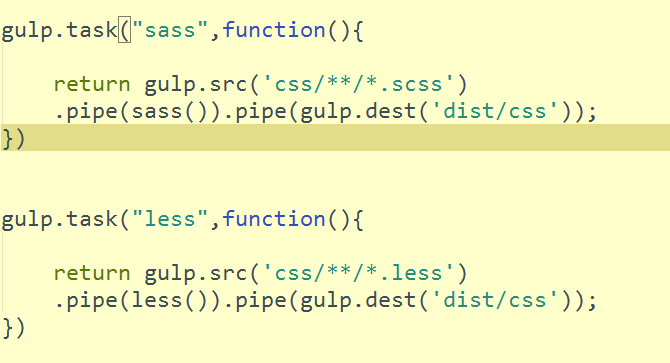 gulp.task("sass",function(){
return gulp.src('css/**/*.scss')
.pipe(sass()).pipe(gulp.dest('dist/css'));
})
gulp.task("less",function(){
return gulp.src('css/**/*.less')
.pipe(less()).pipe(gulp.dest('dist/css'));
})